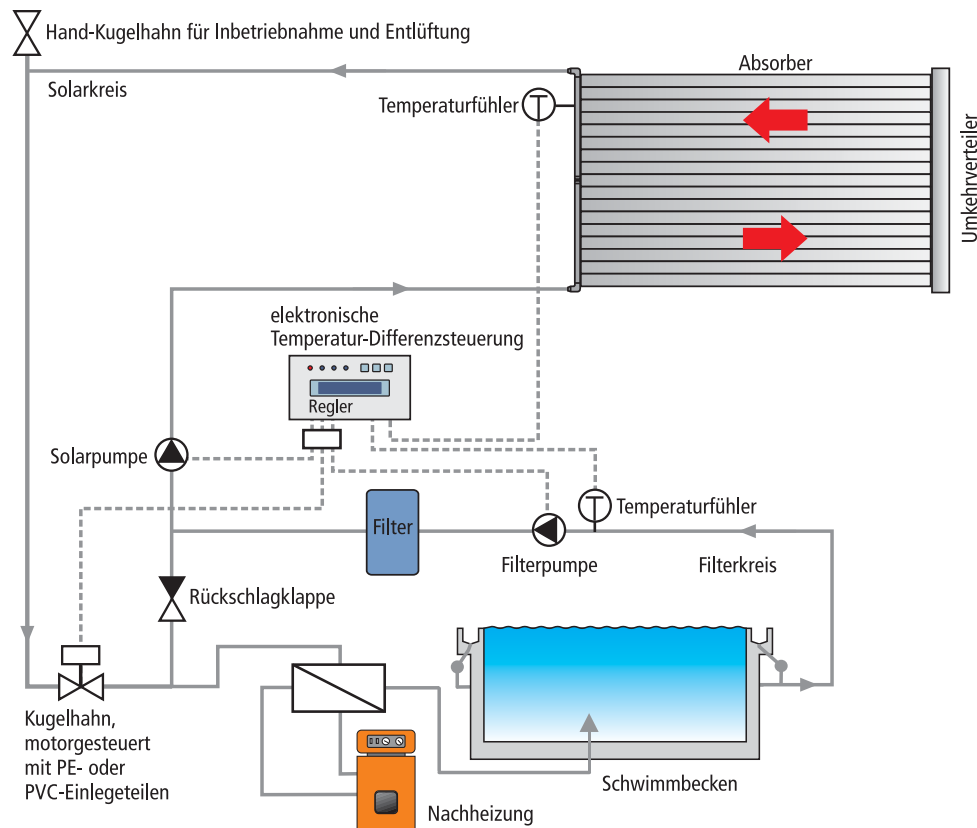 Hand-Kugelhahn für Inbetriebnahme und Entlüftung
Absorber
Solarkreis
Temperaturfühler
Umkehrverteiler
elektronische
Temperatur-Differenzsteuerung
Regler
Solarpumpe
Filter
Temperaturfühler
Filterpumpe
Filterkreis
Rückschlagklappe
Kugelhahn,
motorgesteuert
mit PE- oder
PVC-Einlegeteilen
Schwimmbecken
Nachheizung